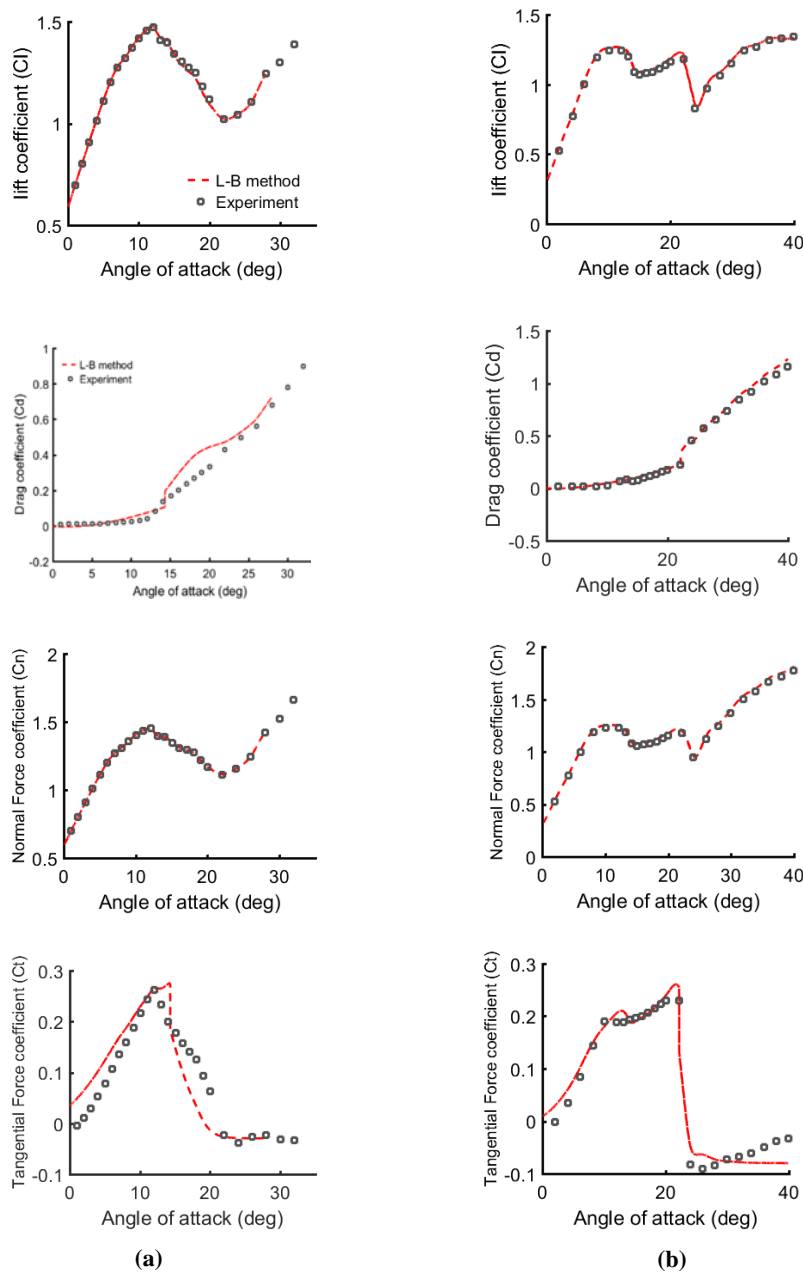 lift coefficient (Cl)
1.5
1
0.5
0 10 20 30
Angle of attack (deg)
L-B method
Experiment
lift coefficient (Cl)
1.5
1
0.5
0
0 20 40
Angle of attack (deg)
Drag coefficient (Cd)
1
0.8
0.6
0.4
0.2
0
-0.2
0 5 10 15 20 25 30
Angle of attack (deg)
L-B method
Experiment
Drag coefficient (Cd)
1.5
1
0.5
0
-0.5
0 20 40
Angle of attack (deg)
Normal Force coefficient (Cn)
2
1.5
1
0.5
0 10 20 30
Angle of attack (deg)
Normal Force coefficient (Cn)
2
1.5
1
0.5
0
0 20 40
Angle of attack (deg)
Tangential Force coefficient (Ct)
0.3
0.2
0.1
0
-0.1
0 10 20 30
Angle of attack (deg)
Tangential Force coefficient (Ct)
0.3
0.2
0.1
0
-0.1
0 20 40
Angle of attack (deg)
(a)
(b)